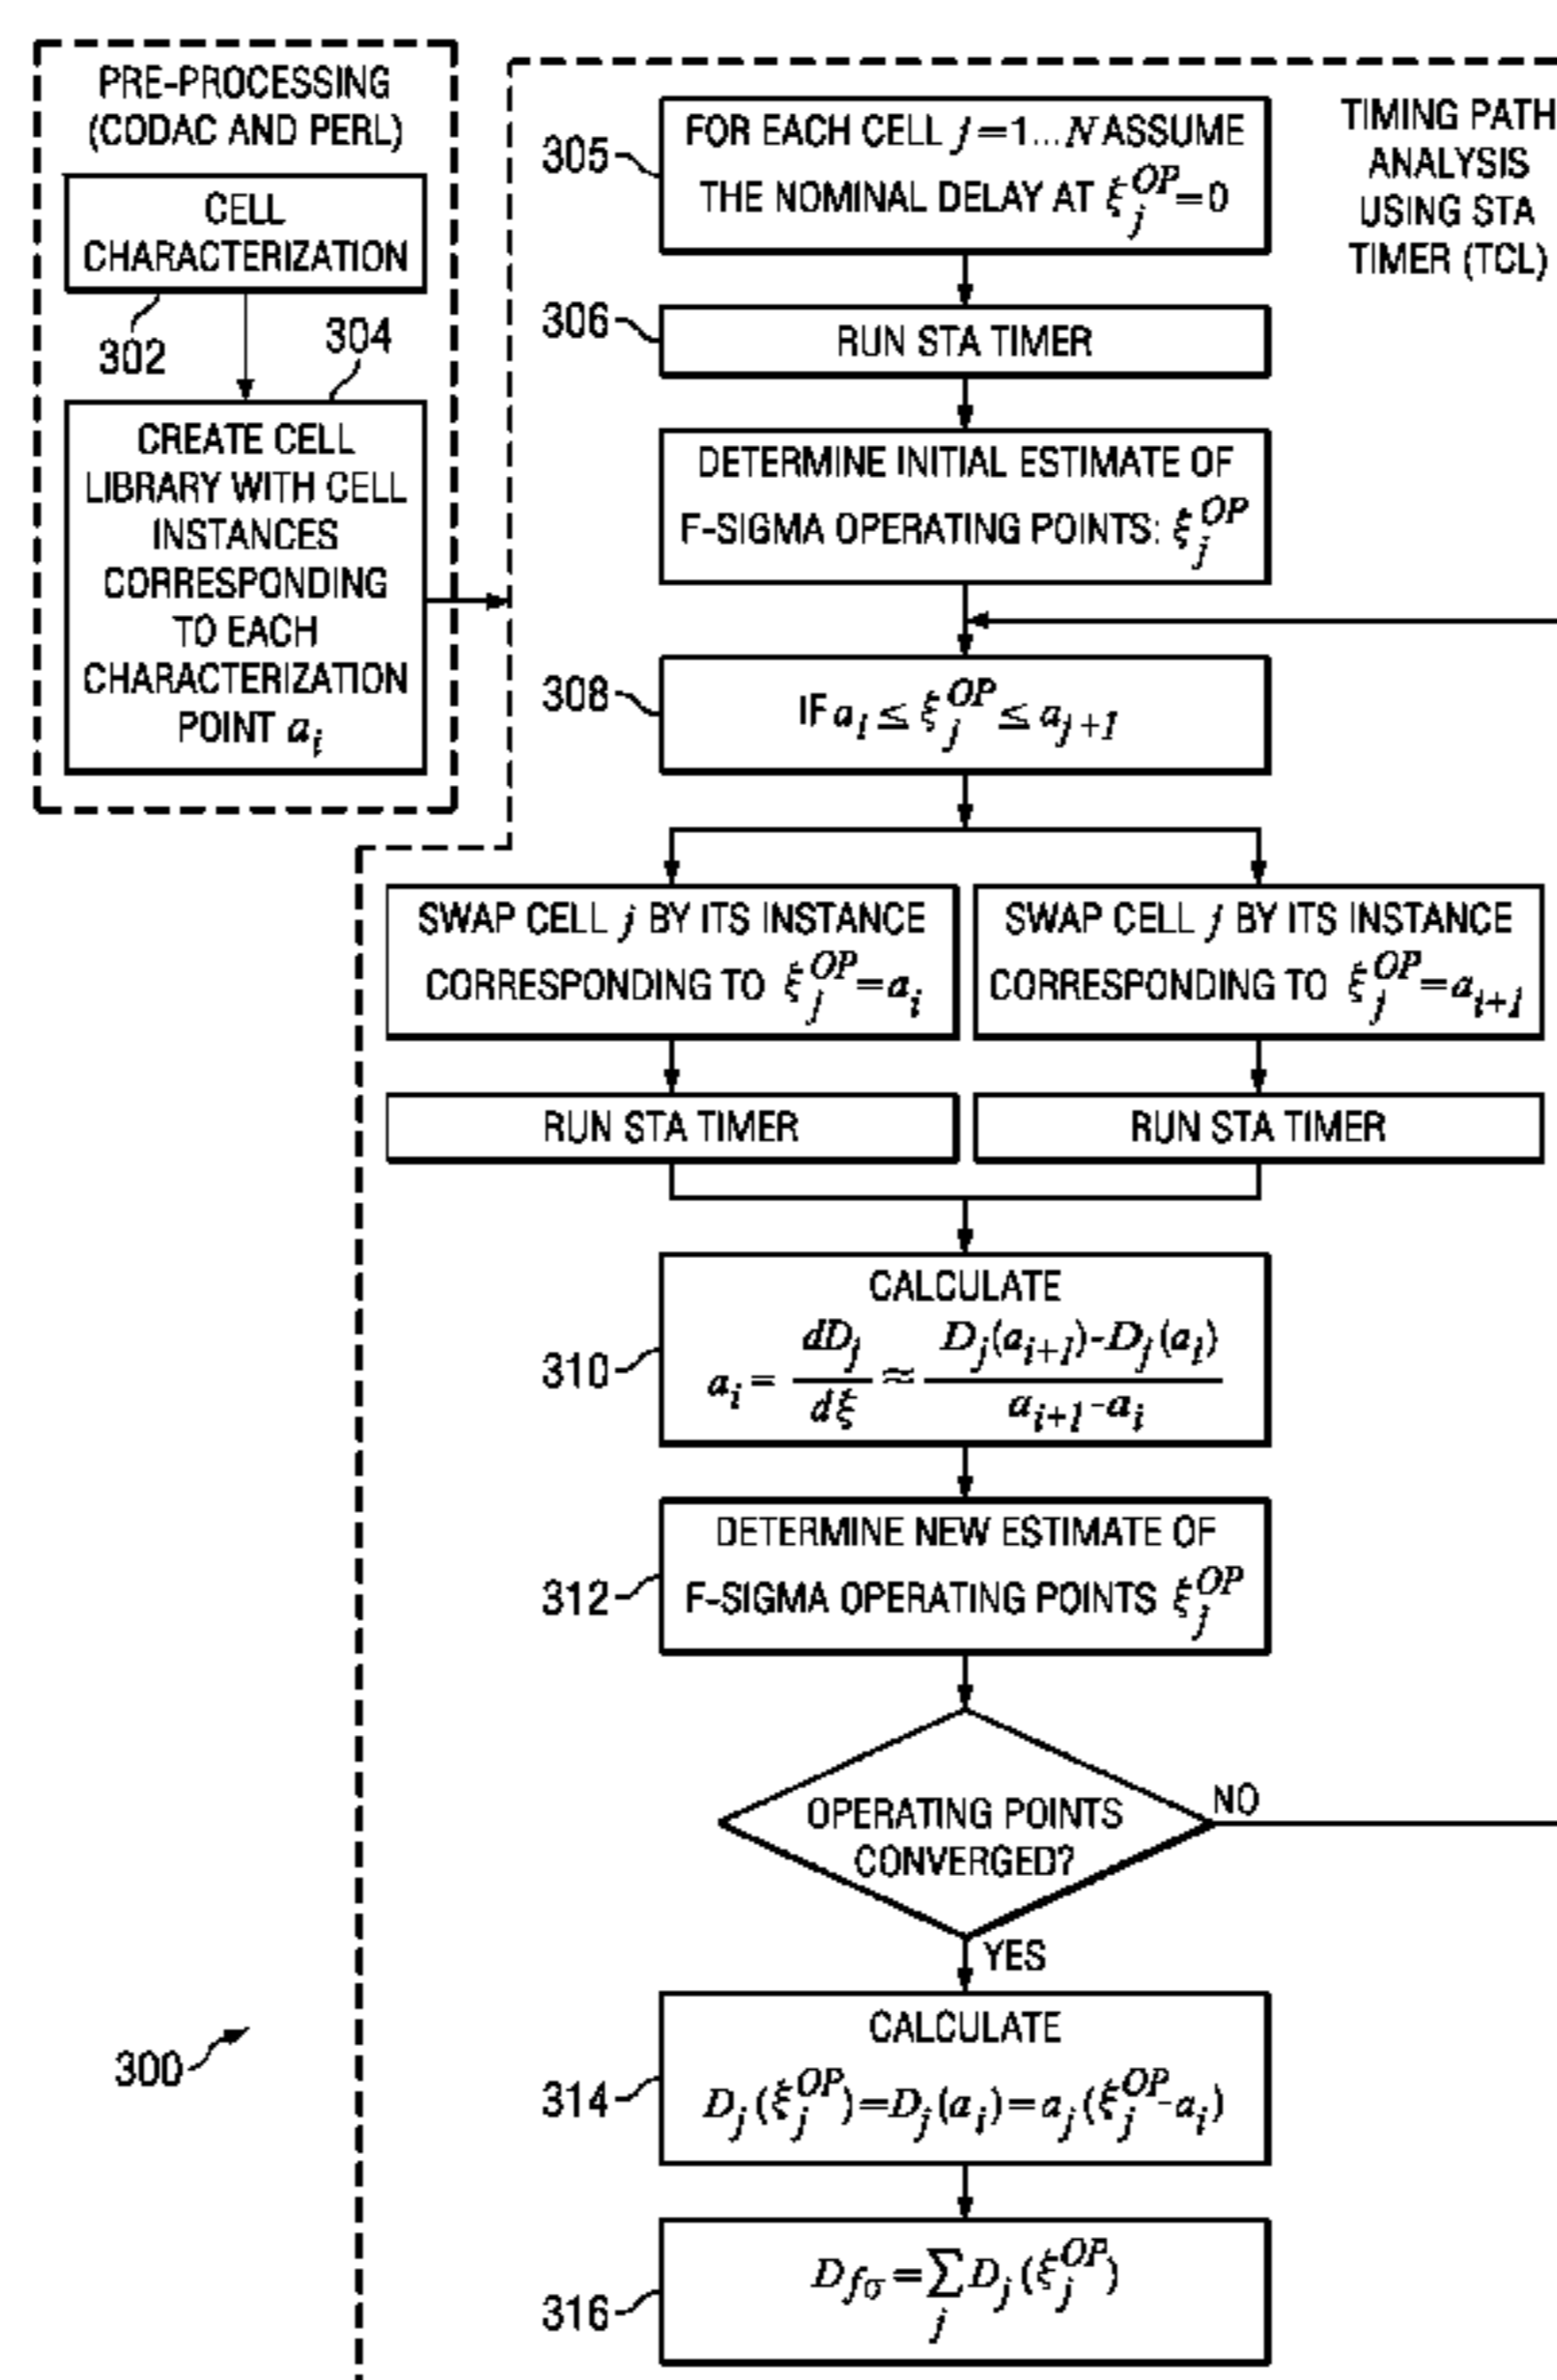 PRE-PROCESSING
(CODAC AND PERL)
CELL
CHARACTERIZATION
302
304
CREATE CELL
LIBRARY WITH CELL
INSTANCES
CORRESPONDING
TO EACH
CHARACTERIZATION
POINT a_i
TIMING PATH
ANALYSIS
USING STA
TIMER (TCL)
305
FOR EACH CELL j=1...N ASSUME
THE NOMINAL DELAY AT ξ_j^OP=0
306
RUN STA TIMER
DETERMINE INITIAL ESTIMATE OF
F-SIGMA OPERATING POINTS: ξ_j^OP
308
IF a_i ≤ ξ_j^OP ≤ a_j+1
SWAP CELL j BY ITS INSTANCE
CORRESPONDING TO ξ_j^OP=a_i
SWAP CELL j BY ITS INSTANCE
CORRESPONDING TO ξ_j^OP=a_i+1
RUN STA TIMER
RUN STA TIMER
310
CALCULATE
a_i = dD_j/dξ ≈ D_j(a_i+1)-D_j(a_i)/a_i+1-a_i
312
DETERMINE NEW ESTIMATE OF
F-SIGMA OPERATING POINTS ξ_j^OP
OPERATING POINTS
CONVERGED?
NO
YES
300
314
CALCULATE
D_j(ξ_j^OP)=D_j(a_i)=a_j(ξ_j^OP-a_i)
316
D_fσ=∑_j D_j(ξ_j^OP)